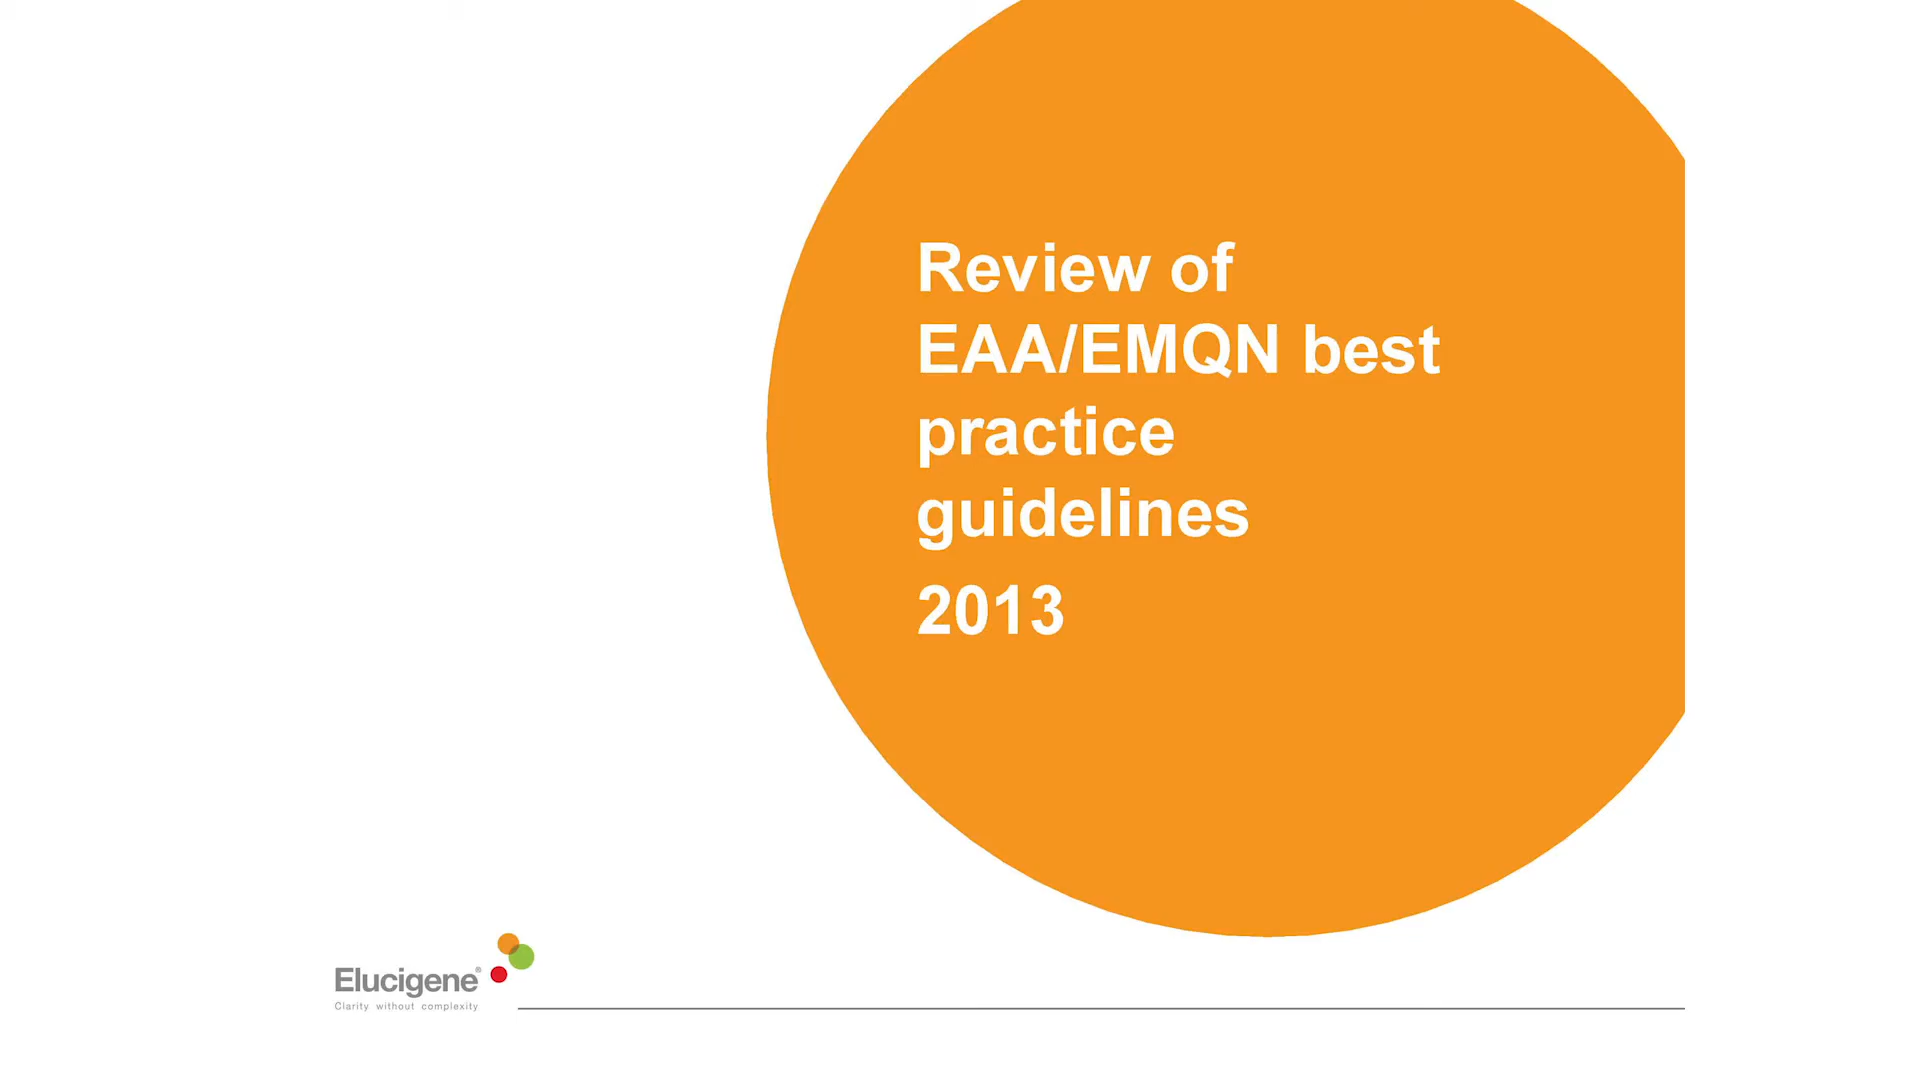 Review of
EAA/EMQN best
practice
guidelines
2013
Elucigene®
Clarity without complexity